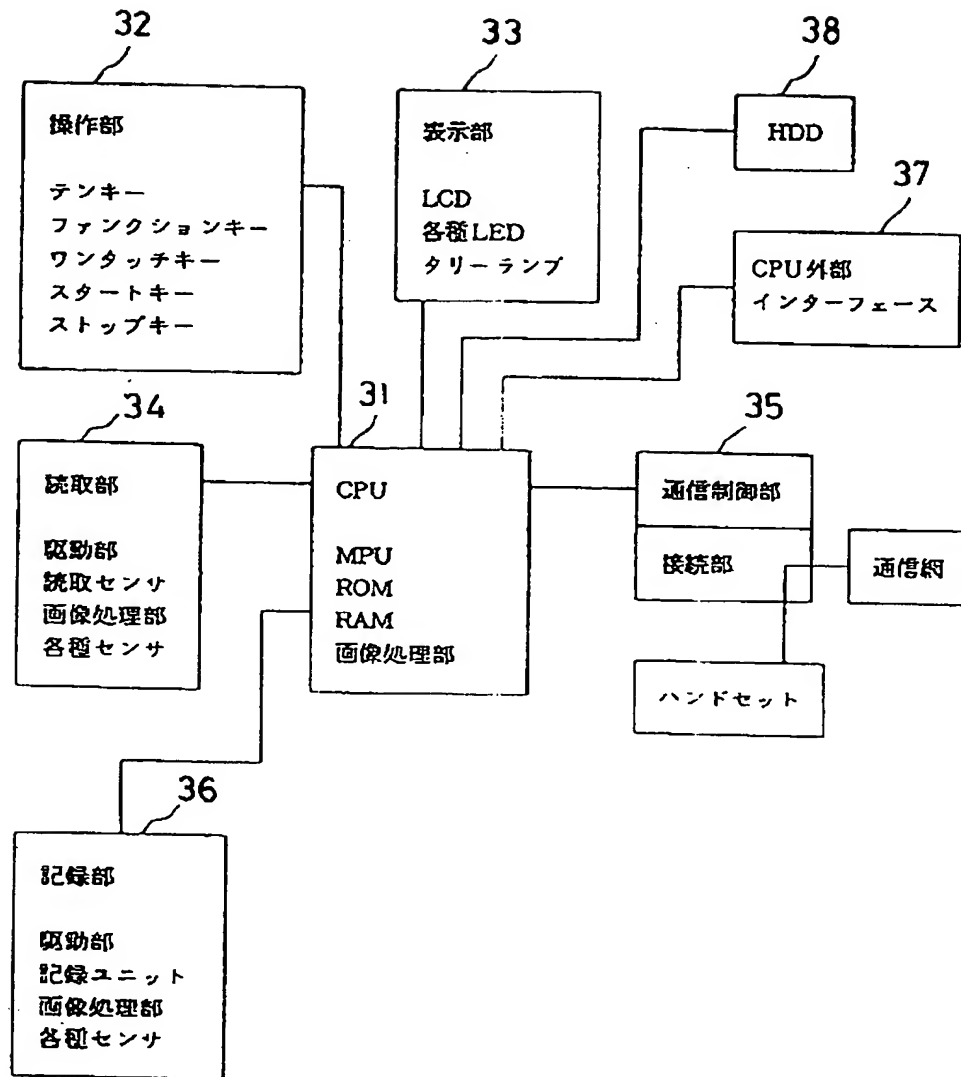 32
操作部
テンキー
ファンクションキー
ワンタッチキー
スタートキー
ストップキー
33
表示部
LCD
各種LED
タリーランプ
38
HDD
37
CPU外部
インターフェース
34
読取部
駆動部
読取センサ
画像処理部
各種センサ
31
CPU
MPU
ROM
RAM
画像処理部
35
通信制御部
接続部
通信網
ハンドセット
36
記録部
駆動部
記録ユニット
画像処理部
各種センサ